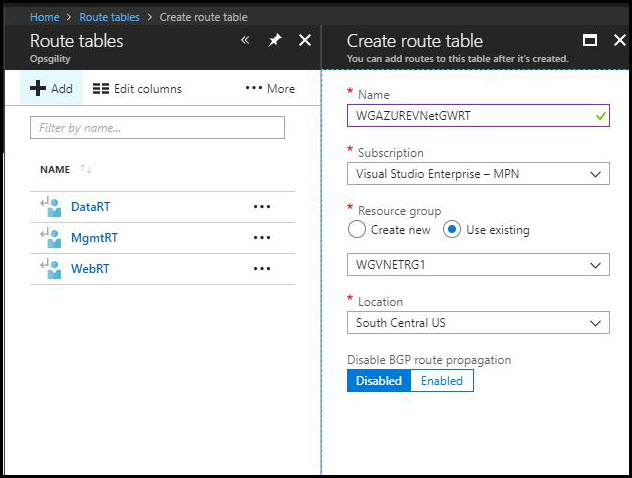 Home > Route tables > Create route table
Route tables
Opsgility
Add
Edit columns
More
Filter by name...
NAME
DataRT
MgmtRT
WebRT
Create route table
You can add routes to this table after it's created.
* Name
WGAZUREVNetGWRT
* Subscription
Visual Studio Enterprise – MPN
* Resource group
Create new
Use existing
WGVNETRG1
* Location
South Central US
Disable BGP route propagation
Disabled
Enabled